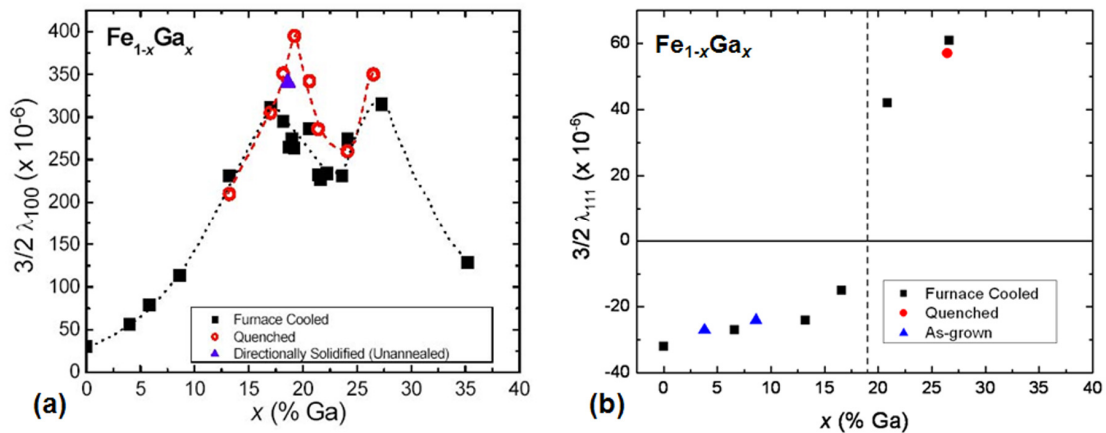 Fe1-xGax
400
350
300
250
200
150
100
50
0
3/2 λ100 (x 10-6)
Furnace Cooled
Quenched
Directionally Solidified (Unannealed)
0 5 10 15 20 25 30 35 40
x (% Ga)
(a)
Fe1-xGax
60
40
20
0
-20
-40
3/2 λ111 (x 10-6)
Furnace Cooled
Quenched
As-grown
0 5 10 15 20 25 30 35 40
x (% Ga)
(b)